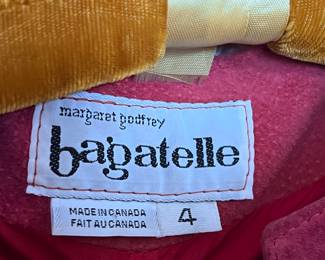 margaret godfrey
bagatelle
MADE IN CANADA
FAIT AU CANADA
4